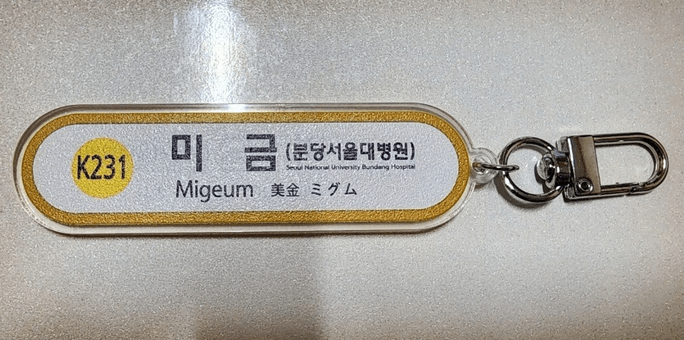 K231
미 금 (분당서울대병원)
Seoul National University Bundang Hospital
Migeum 美金 ミグム